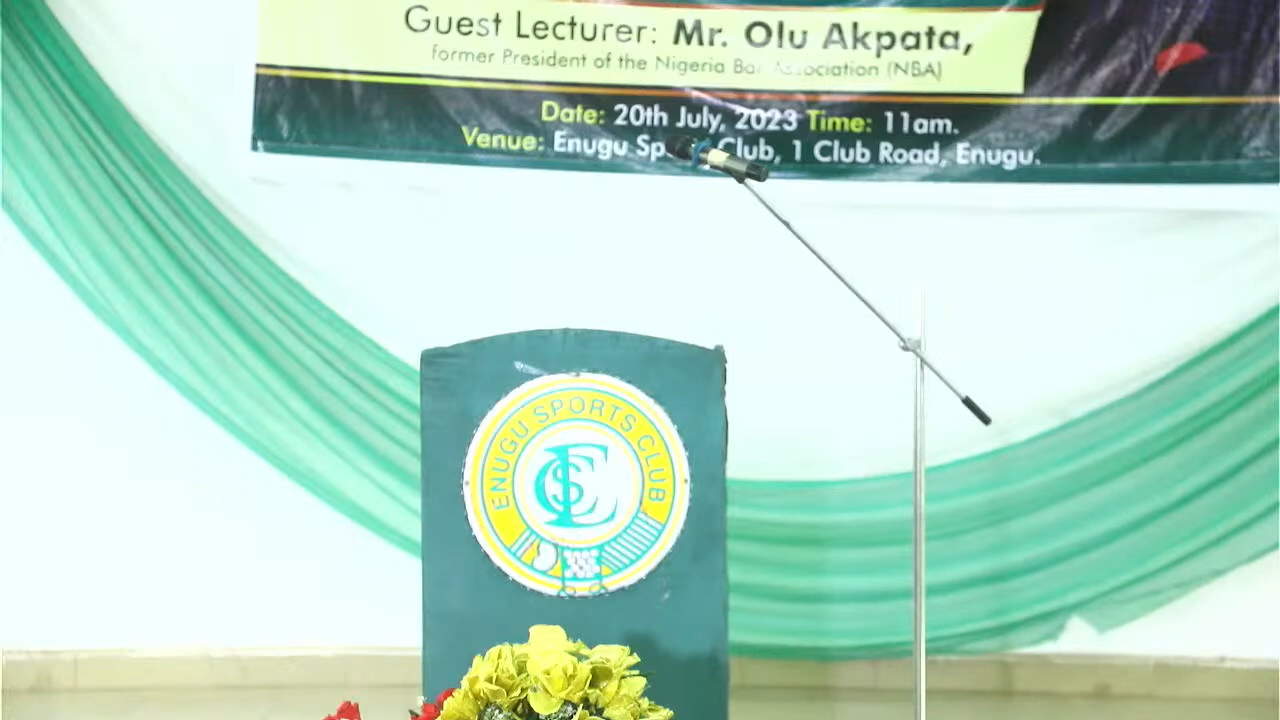 Guest Lecturer: Mr. Olu Akpata,
former President of the Nigeria Bar Association (NBA)
Date: 20th July, 2023 Time: 11am.
Venue: Enugu Club, 1 Club Road, Enugu.
ENUGU SPORTS CLUB
ESC